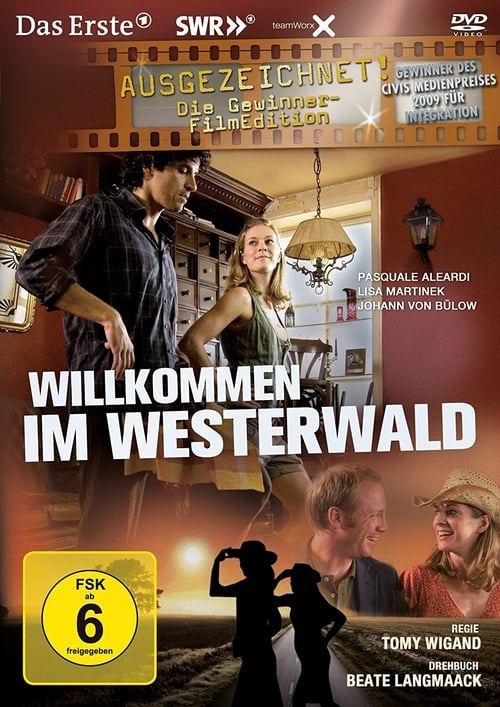 Das Erste
SWR
teamWorx
DVD
VIDEO
AUSGEZEICHNET!
Die Gewinner-
FilmEdition
GEWINNER DES
CIVIS MEDIENPREISES
2009 FÜR
INTEGRATION
PASQUALE ALEARDI
LISA MARTINEK
JOHANN VON BÜLOW
WILLKOMMEN
IM WESTERWALD
FSK
ab
6
freigegeben
REGIE
TOMY WIGAND
DREHBUCH
BEATE LANGMAACK